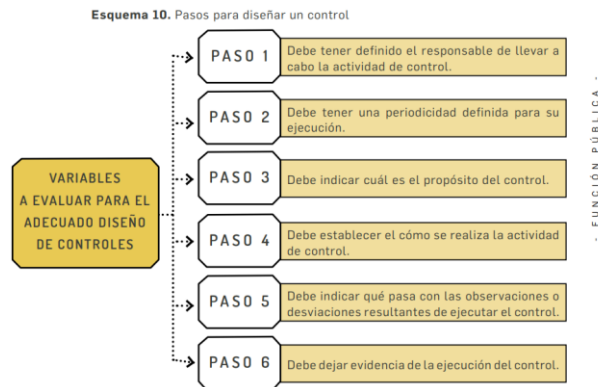 Esquema 10. Pasos para diseñar un control
VARIABLES
A EVALUAR PARA EL
ADECUADO DISEÑO
DE CONTROLES
PASO 1
Debe tener definido el responsable de llevar a
cabo la actividad de control.
PASO 2
Debe tener una periodicidad definida para su
ejecución.
PASO 3
Debe indicar cuál es el propósito del control.
PASO 4
Debe establecer el cómo se realiza la actividad
de control.
PASO 5
Debe indicar qué pasa con las observaciones o
desviaciones resultantes de ejecutar el control.
PASO 6
Debe dejar evidencia de la ejecución del control.
- FUNCIÓN PÚBLICA -